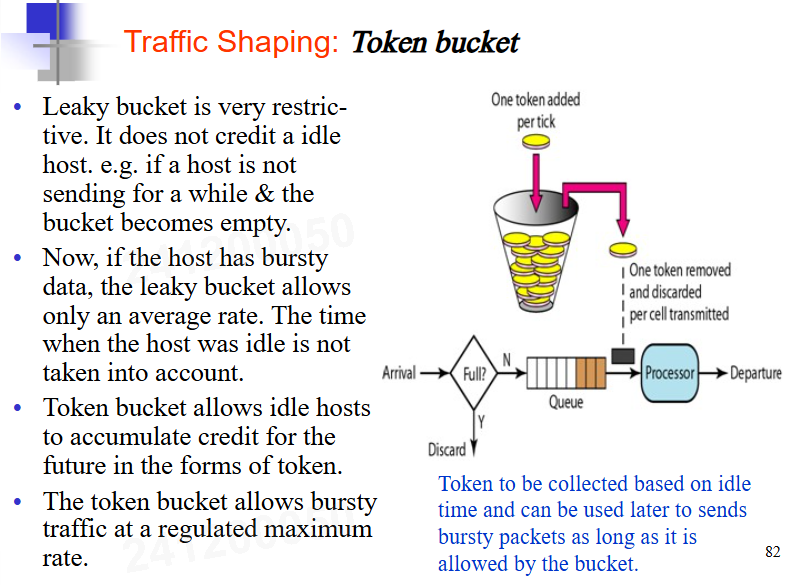 Traffic Shaping: Token bucket
• Leaky bucket is very restric-
tive. It does not credit a idle
host. e.g. if a host is not
sending for a while & the
bucket becomes empty.
• Now, if the host has bursty
data, the leaky bucket allows
only an average rate. The time
when the host was idle is not
taken into account.
• Token bucket allows idle hosts
to accumulate credit for the
future in the forms of token.
• The token bucket allows bursty
traffic at a regulated maximum
rate.
One token added
per tick
One token removed
and discarded
per cell transmitted
Arrival
Full?
N
Queue
Processor
Departure
Y
Discard
Token to be collected based on idle
time and can be used later to sends
bursty packets as long as it is
allowed by the bucket.
82